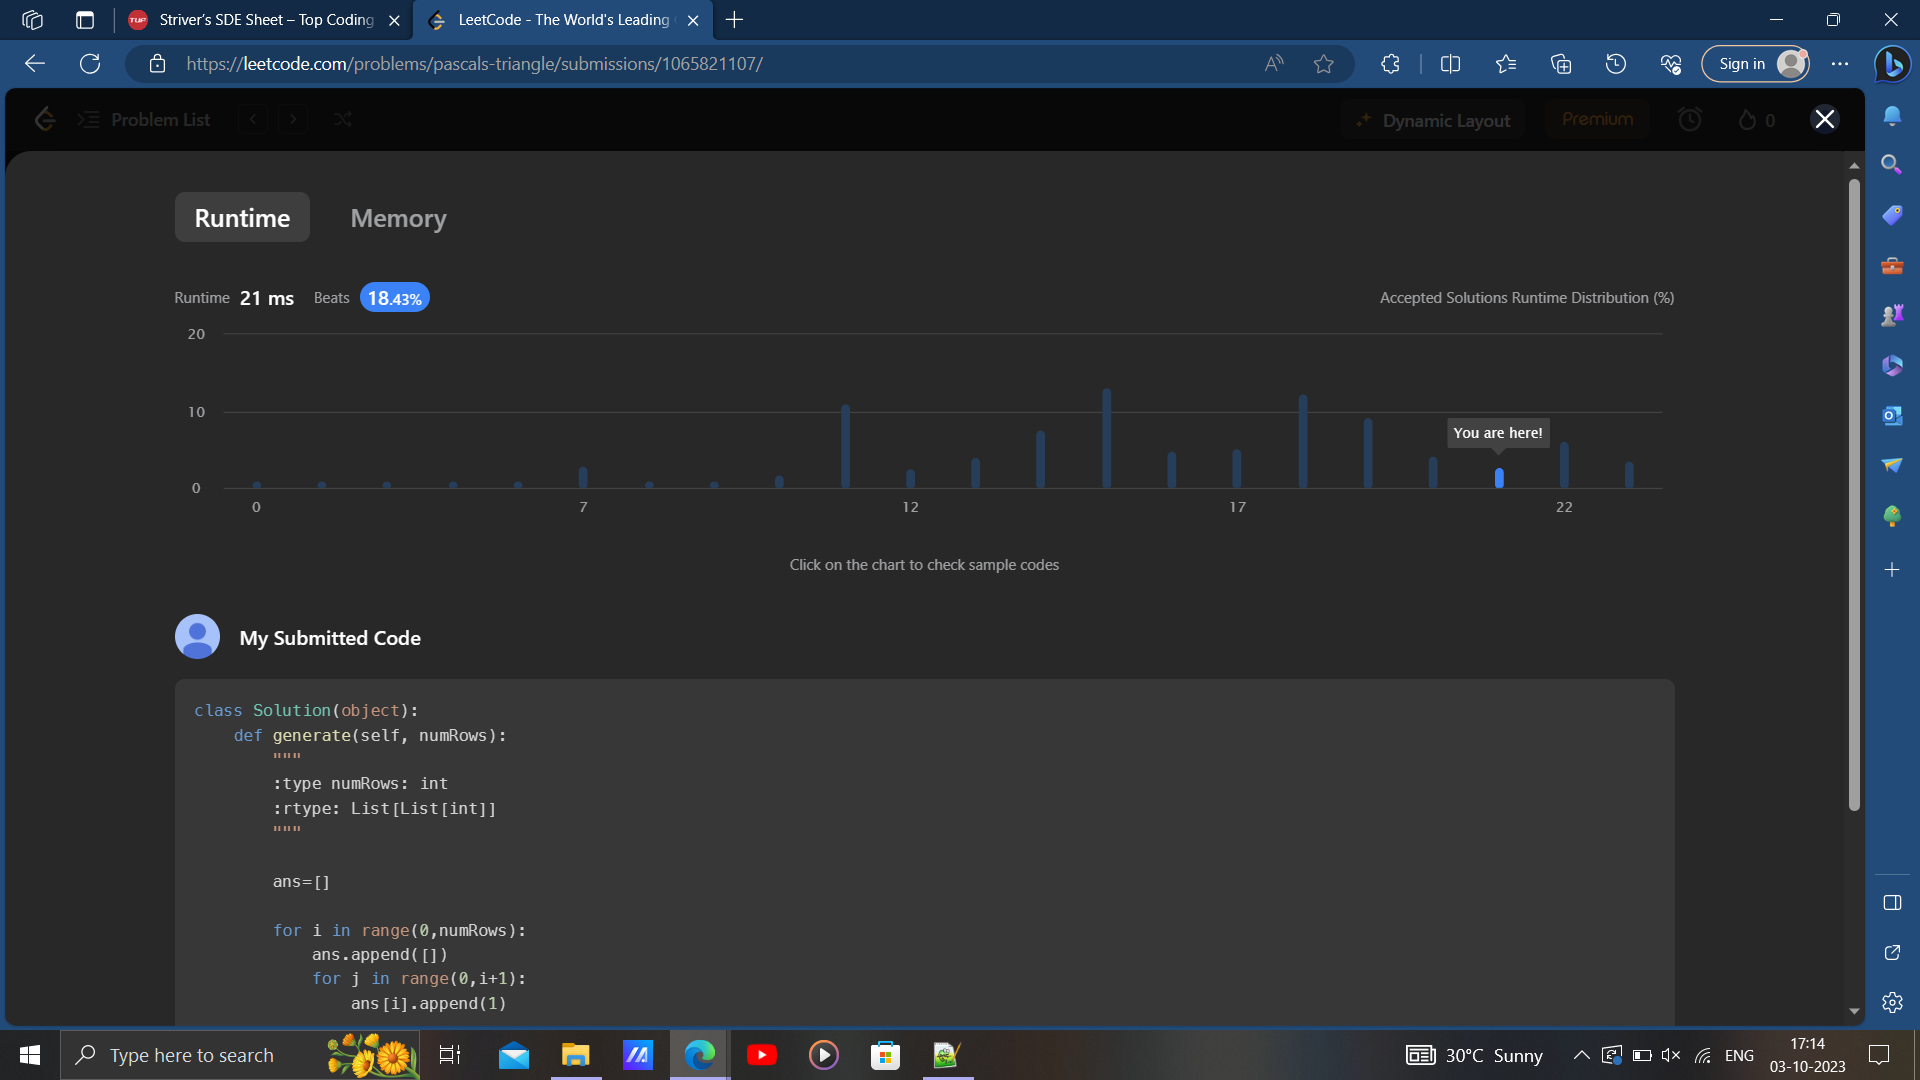 Striver's SDE Sheet – Top Coding
LeetCode - The World's Leading
https://leetcode.com/problems/pascals-triangle/submissions/1065821107/
Sign in
Problem List
Dynamic Layout
Premium
0
Runtime
Memory
Runtime 21 ms Beats 18.43%
Accepted Solutions Runtime Distribution (%)
20
10
0
You are here!
0 7 12 17 22
Click on the chart to check sample codes
My Submitted Code
class Solution(object):
def generate(self, numRows):
"""
:type numRows: int
:rtype: List[List[int]]
"""
ans=[]
for i in range(0,numRows):
ans.append([])
for j in range(0,i+1):
ans[i].append(1)
Type here to search
30°C Sunny
ENG
17:14
03-10-2023